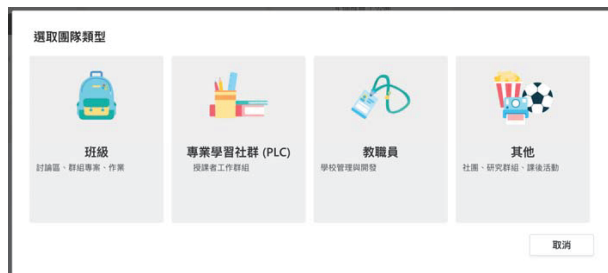 選取團隊類型
班級
討論區、群組專案、作業
專業學習社群 (PLC)
授課者工作群組
教職員
學校管理與開發
其他
社團、研究群組、課後活動
取消